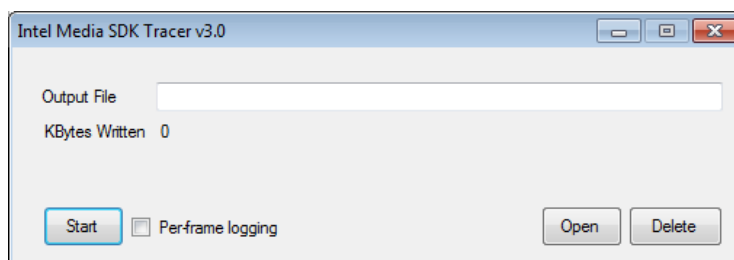 Intel Media SDK Tracer v3.0
Output File
KBytes Written 0
Start Per-frame logging Open Delete